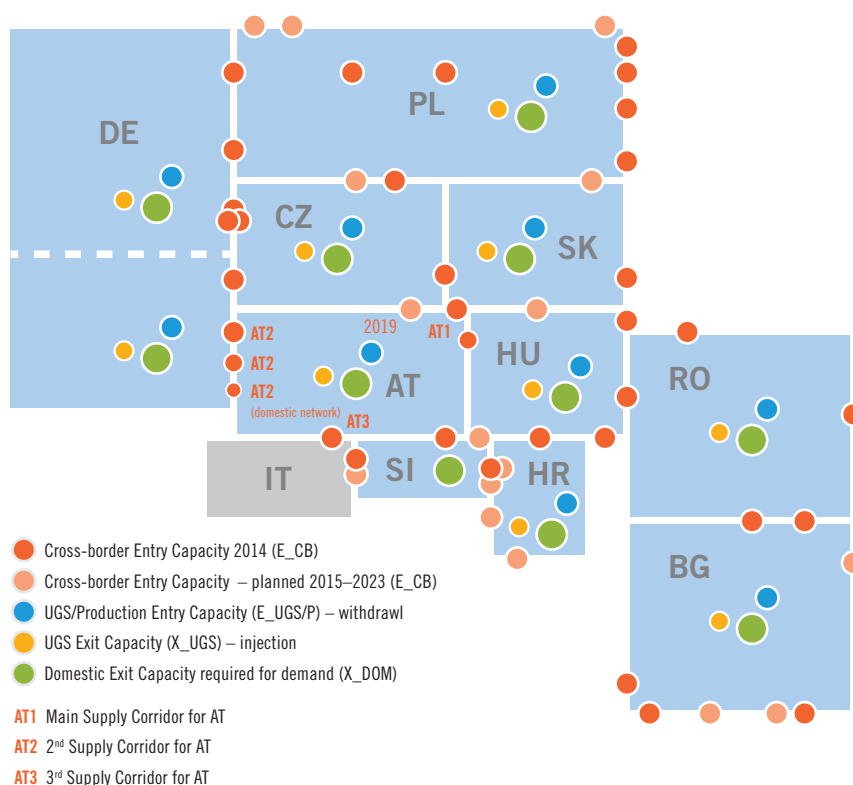 PL
DE
CZ
SK
2019
AT1
AT2
HU
AT2
RO
AT2
AT
(domestic network)
AT3
IT
SI
HR
BG
Cross-border Entry Capacity 2014 (E_CB)
Cross-border Entry Capacity – planned 2015–2023 (E_CB)
UGS/Production Entry Capacity (E_UGS/P) – withdrawl
UGS Exit Capacity (X_UGS) – injection
Domestic Exit Capacity required for demand (X_DOM)
AT1 Main Supply Corridor for AT
AT2 2nd Supply Corridor for AT
AT3 3rd Supply Corridor for AT